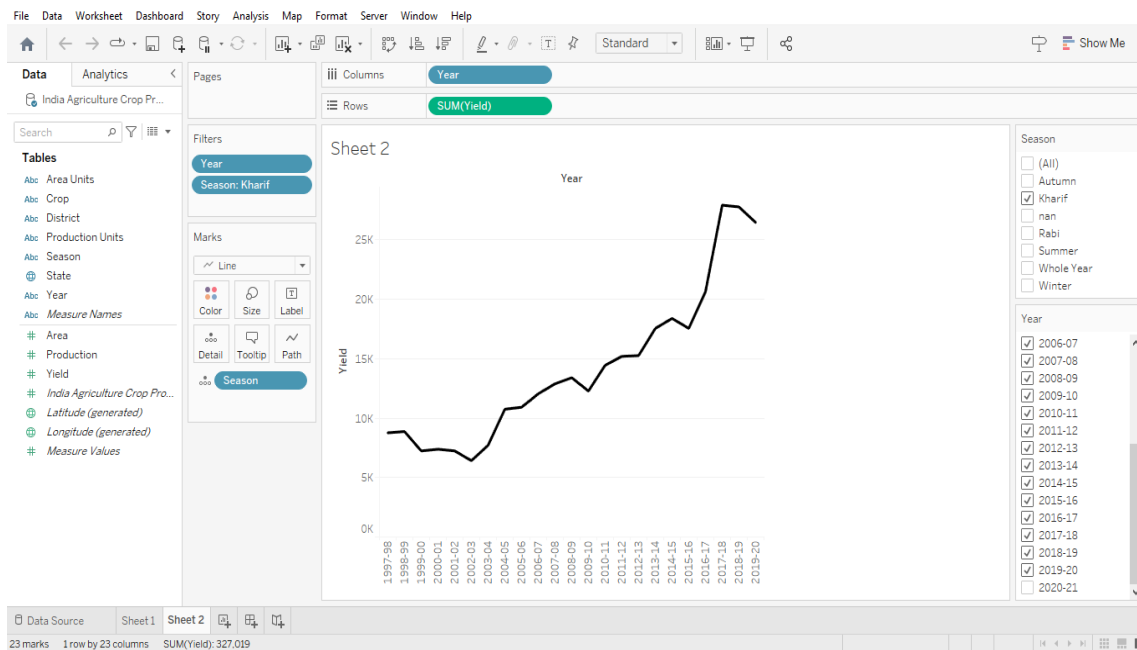 File Data Worksheet Dashboard Story Analysis Map Format Server Window Help
Standard
Show Me
Data Analytics
India Agriculture Crop Pr...
Search
Tables
Abc Area Units
Abc Crop
Abc District
Abc Production Units
Abc Season
State
Abc Year
Abc Measure Names
# Area
# Production
# Yield
# India Agriculture Crop Pro...
Latitude (generated)
Longitude (generated)
# Measure Values
Pages
Filters
Year
Season: Kharif
Marks
Line
Color Size Label
Detail Tooltip Path
Season
Columns Year
Rows SUM(Yield)
Sheet 2
Year
Yield
25K
20K
15K
10K
5K
0K
1997-98
1998-99
1999-00
2000-01
2001-02
2002-03
2003-04
2004-05
2005-06
2006-07
2007-08
2008-09
2009-10
2010-11
2011-12
2012-13
2013-14
2014-15
2015-16
2016-17
2017-18
2018-19
2019-20
Season
(All)
Autumn
Kharif
nan
Rabi
Summer
Whole Year
Winter
Year
2006-07
2007-08
2008-09
2009-10
2010-11
2011-12
2012-13
2013-14
2014-15
2015-16
2016-17
2017-18
2018-19
2019-20
2020-21
Data Source Sheet 1 Sheet 2
23 marks 1 row by 23 columns SUM(Yield): 327,019